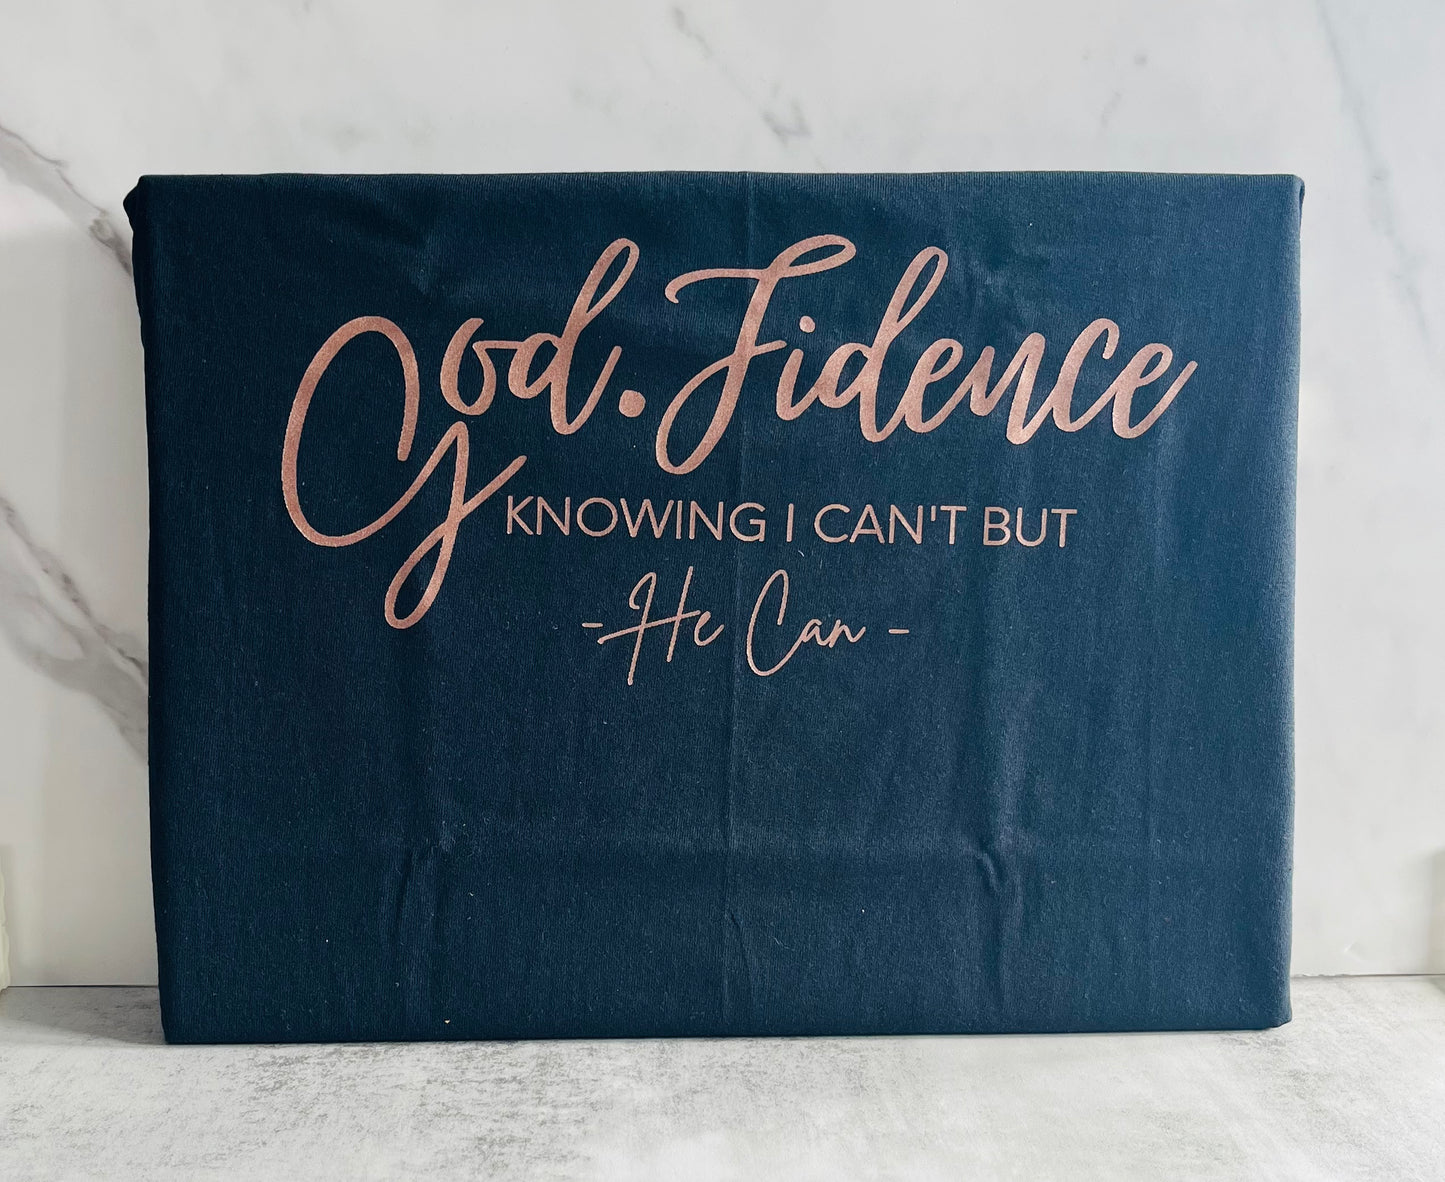 God.Fidence
KNOWING I CAN'T BUT
-He Can-